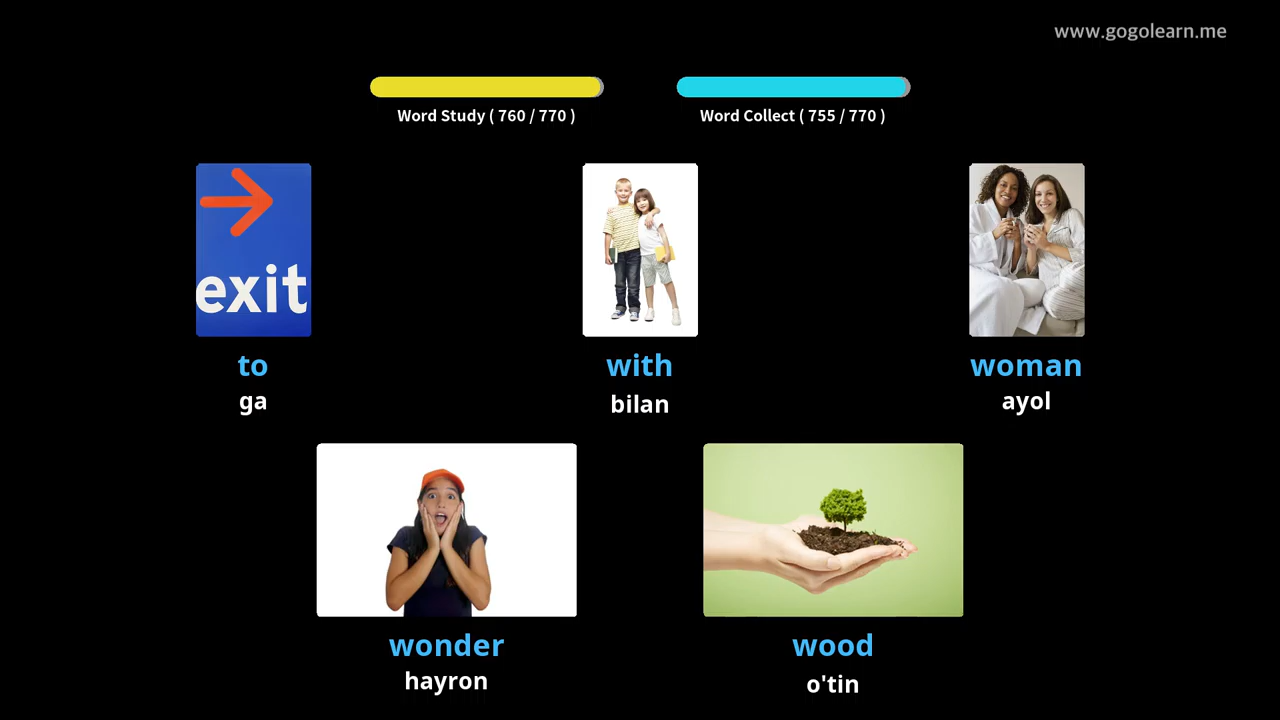 www.gogolearn.me
Word Study ( 760 / 770 )
Word Collect ( 755 / 770 )
exit
to
ga
with
bilan
woman
ayol
wonder
hayron
wood
o'tin